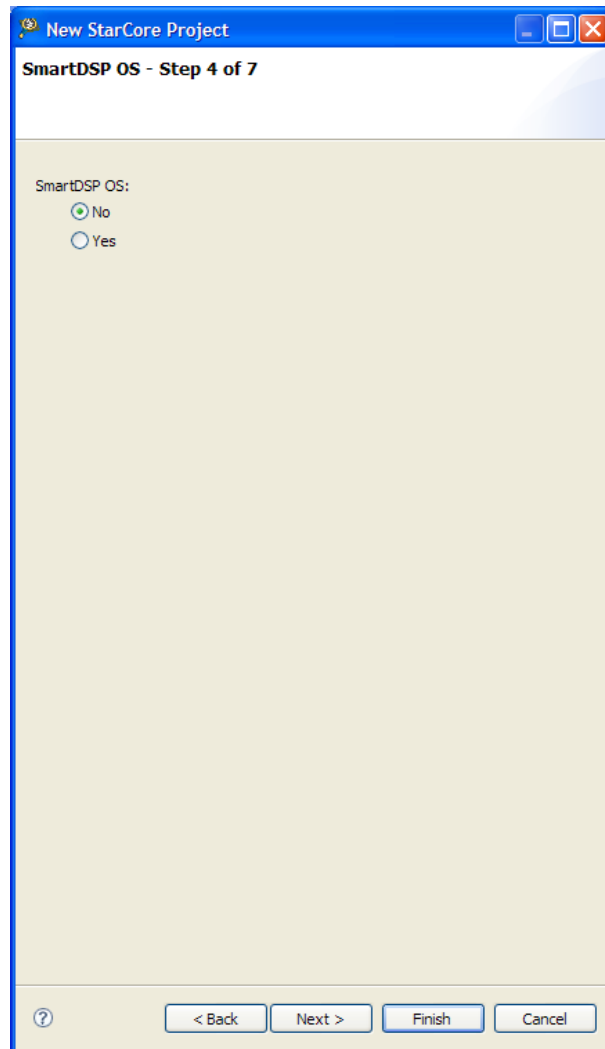 New StarCore Project
SmartDSP OS - Step 4 of 7
SmartDSP OS:
No
Yes
< Back Next > Finish Cancel